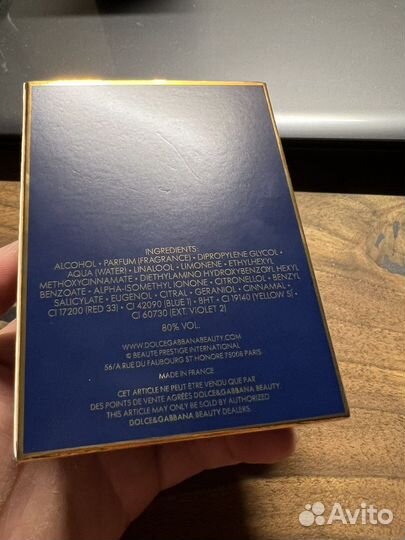 INGREDIENTS:
ALCOHOL • PARFUM (FRAGRANCE) • DIPROPYLENE GLYCOL •
AQUA (WATER) • LINALOOL • LIMONENE • ETHYLHEXYL
METHOXYCINNAMATE • DIETHYLAMINO HYDROXYBENZOYL HEXYL
BENZOATE • ALPHA-ISOMETHYL IONONE • CITRONELLOL • BENZYL
SALICYLATE • EUGENOL • CITRAL • GERANIOL • CINNAMAL •
CI 17200 (RED 33) • CI 42090 (BLUE 1) • BHT • CI 19140 (YELLOW 5) •
CI 60730 (EXT. VIOLET 2)
80% VOL.
WWW.DOLCEGABBANABEAUTY.COM
© BEAUTE PRESTIGE INTERNATIONAL
56/A RUE DU FAUBOURG ST HONORE 75008 PARIS
MADE IN FRANCE
CET ARTICLE NE PEUT ÊTRE VENDU QUE PAR
DES POINTS DE VENTE AGRÉÉS DOLCE&GABBANA BEAUTY.
THIS ARTICLE MAY ONLY BE SOLD BY AUTHORIZED
DOLCE&GABBANA BEAUTY DEALERS.
Avito